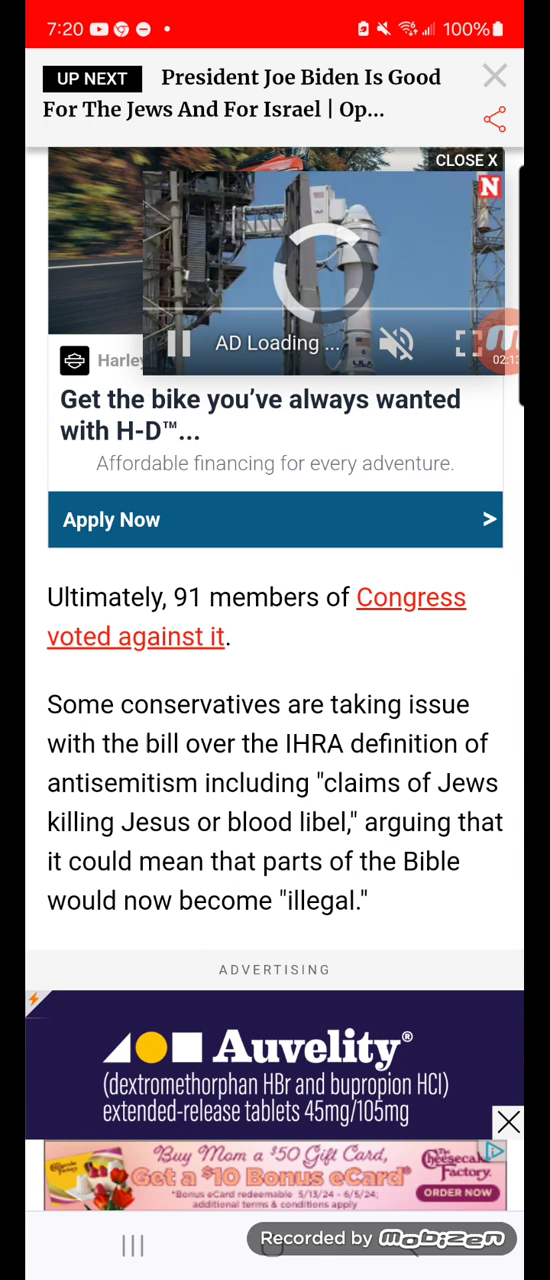 7:20
100%
UP NEXT President Joe Biden Is Good
For The Jews And For Israel | Op...
CLOSE X
N
AD Loading ...
02:13
Harley
Get the bike you’ve always wanted
with H-D™...
Affordable financing for every adventure.
Apply Now >
Ultimately, 91 members of Congress
voted against it.
Some conservatives are taking issue
with the bill over the IHRA definition of
antisemitism including "claims of Jews
killing Jesus or blood libel," arguing that
it could mean that parts of the Bible
would now become "illegal."
ADVERTISING
Auvelity®
(dextromethorphan HBr and bupropion HCl)
extended-release tablets 45mg/105mg
Buy Mom a $50 Gift Card,
Get a $10 Bonus eCard*
*Bonus eCard redeemable 5/13/24 - 6/5/24;
additional terms & conditions apply
The Cheesecake
Factory
ORDER NOW
Recorded by mobizen